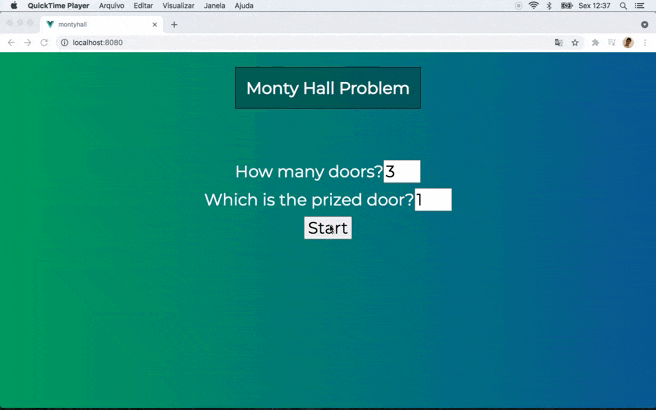 QuickTime Player Arquivo Editar Visualizar Janela Ajuda Sex 12:37
montyhall
localhost:8080
Monty Hall Problem
How many doors? 3
Which is the prized door? 1
Start